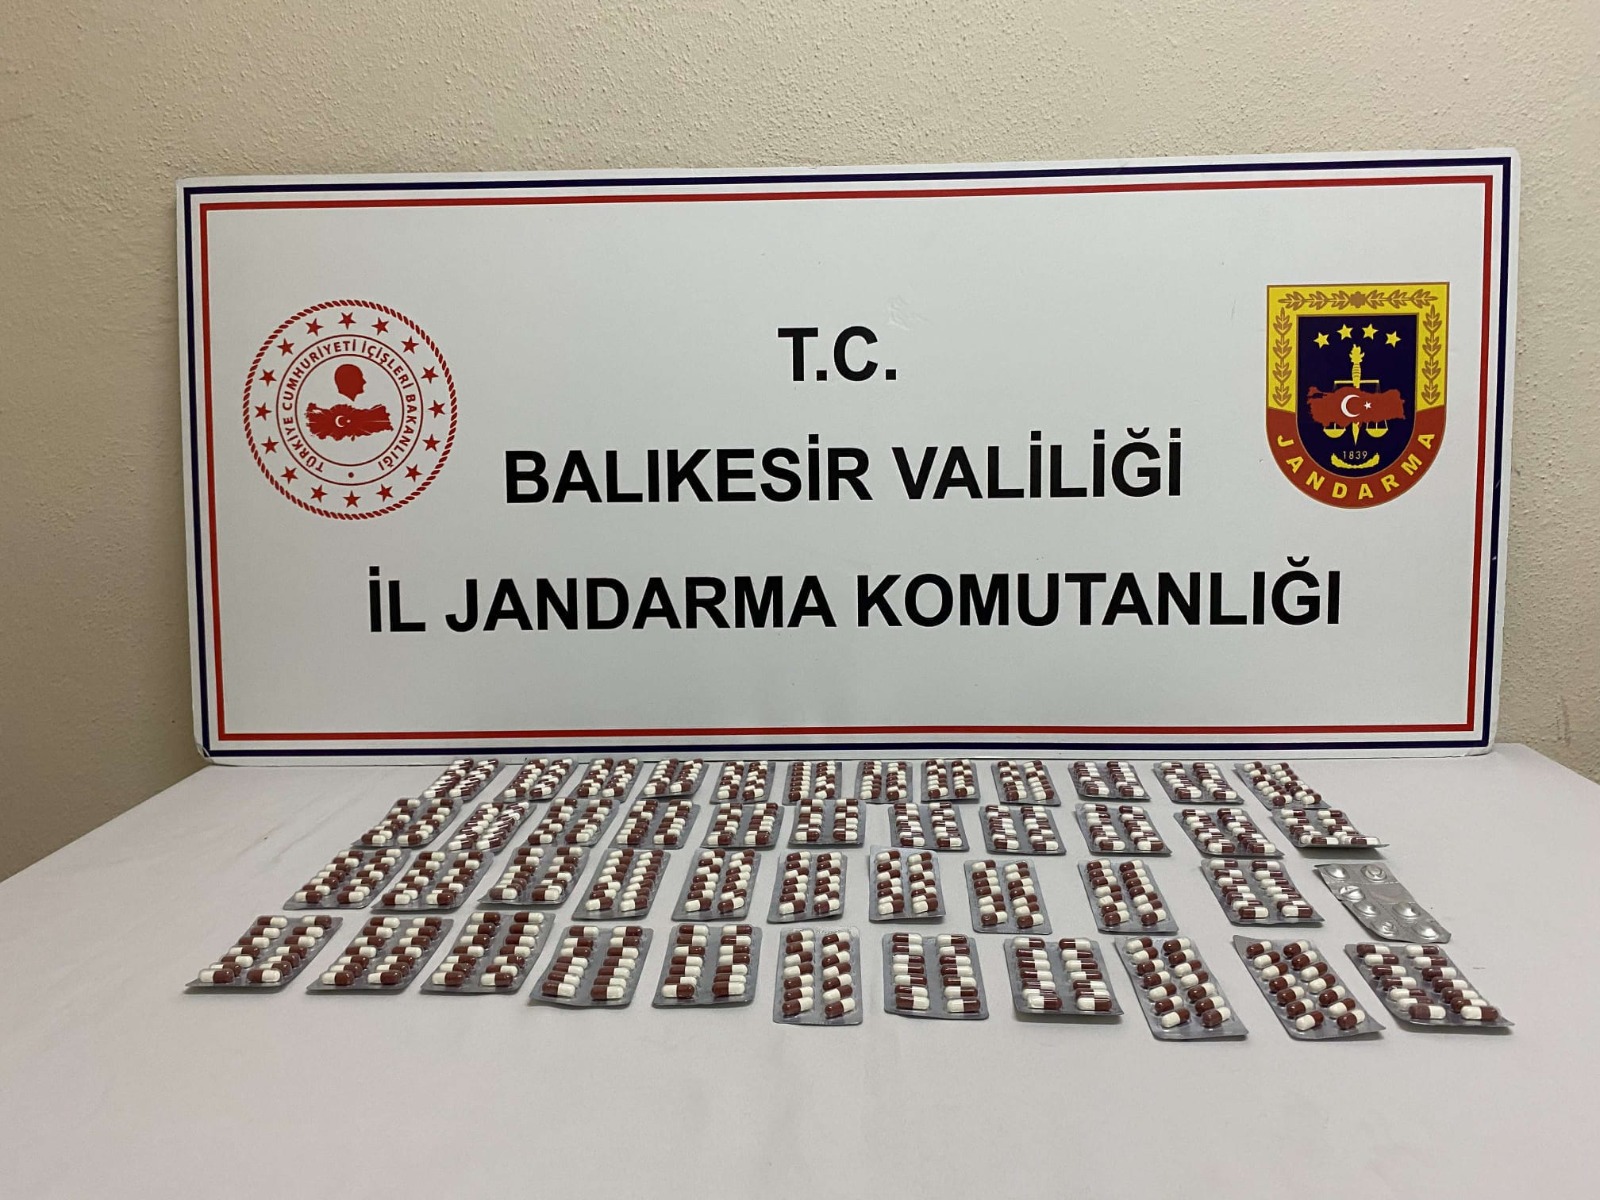 TÜRKİYE CUMHURİYETİ İÇİŞLERİ BAKANLIĞI
T.C.
BALIKESİR VALİLİĞİ
İL JANDARMA KOMUTANLIĞI
1839
JANDARMA